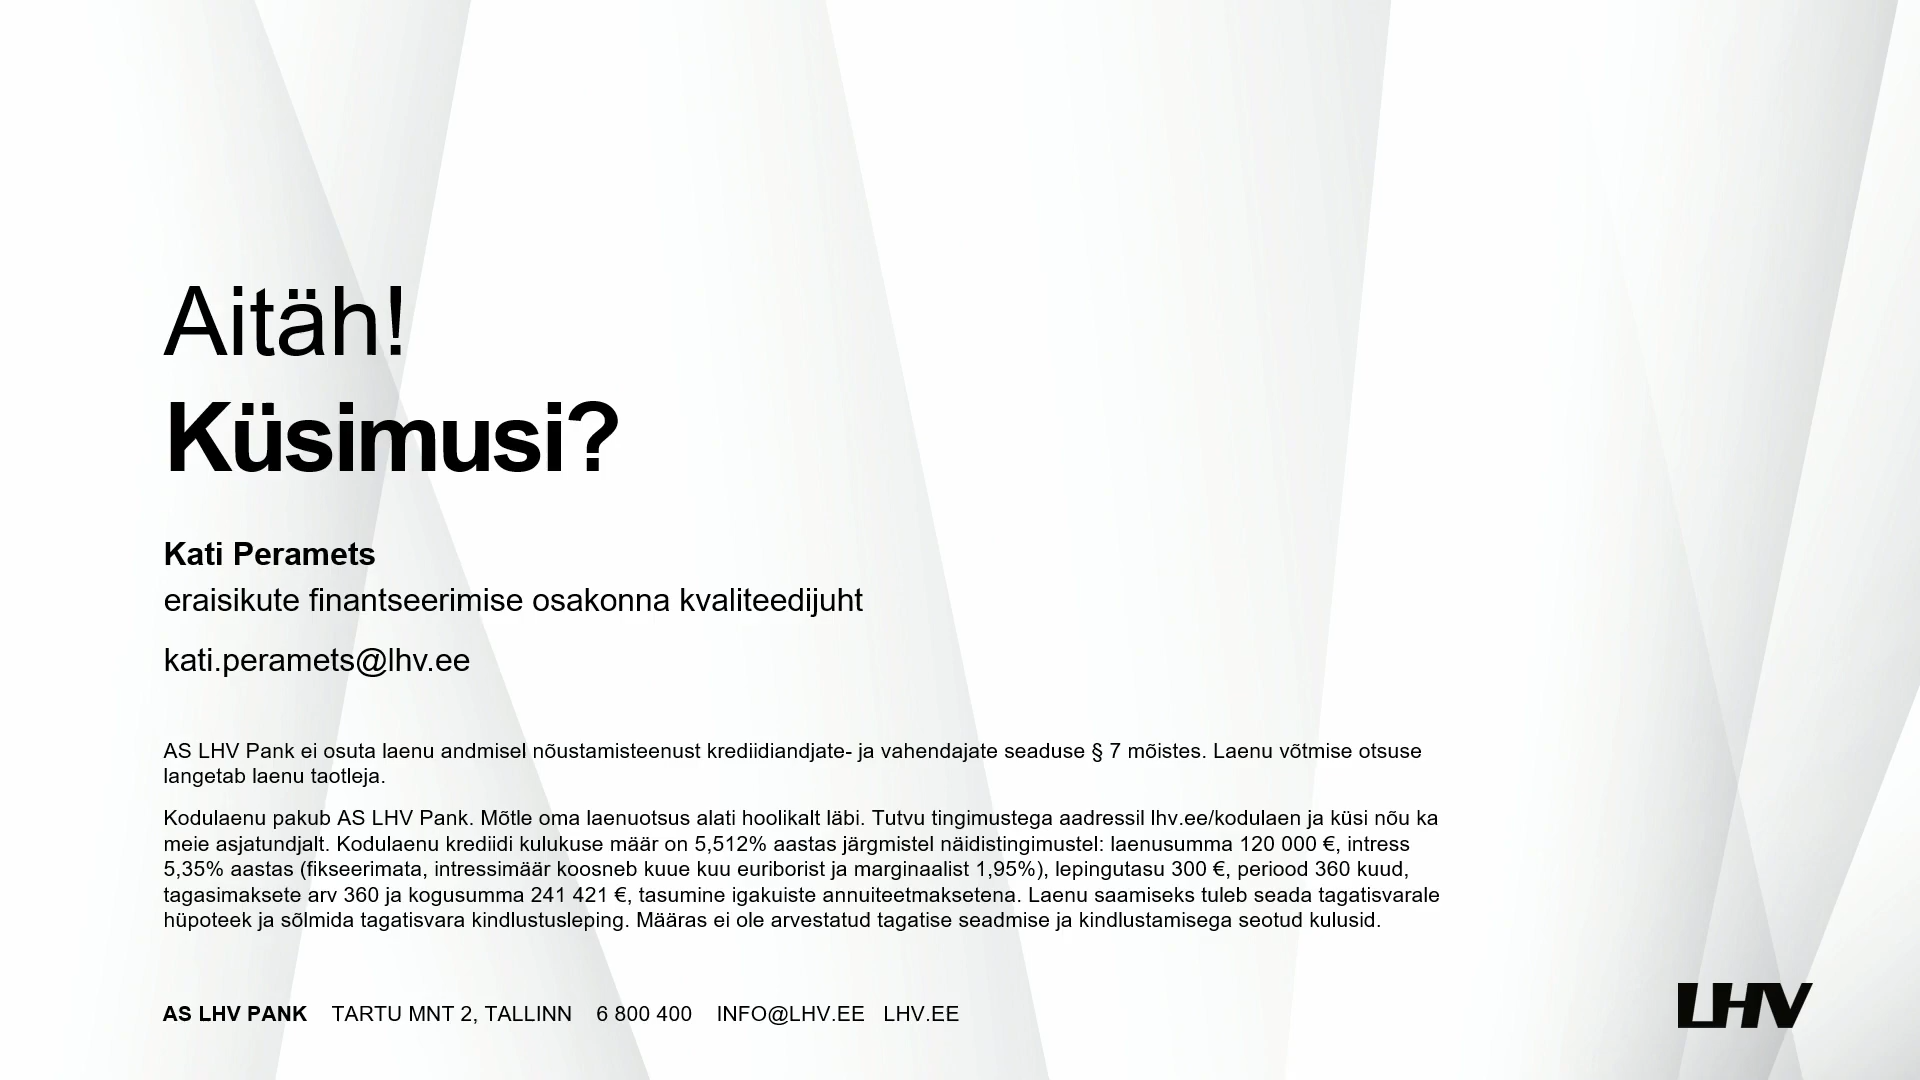 Aitäh!
Küsimusi?
Kati Peramets
eraisikute finantseerimise osakonna kvaliteedijuht
kati.peramets@lhv.ee
AS LHV Pank ei osuta laenu andmisel nõustamisteenust krediidiandjate- ja vahendajate seaduse § 7 mõistes. Laenu võtmise otsuse
langetab laenu taotleja.
Kodulaenu pakub AS LHV Pank. Mõtle oma laenuotsus alati hoolikalt läbi. Tutvu tingimustega aadressil lhv.ee/kodulaen ja küsi nõu ka
meie asjatundjalt. Kodulaenu krediidi kulukuse määr on 5,512% aastas järgmistel näidistingimustel: laenusumma 120 000 €, intress
5,35% aastas (fikseerimata, intressimäär koosneb kuue kuu euriborist ja marginaalist 1,95%), lepingutasu 300 €, periood 360 kuud,
tagasimaksete arv 360 ja kogusumma 241 421 €, tasumine igakuiste annuiteetmaksetena. Laenu saamiseks tuleb seada tagatisvarale
hüpoteek ja sõlmida tagatisvara kindlustusleping. Määras ei ole arvestatud tagatise seadmise ja kindlustamisega seotud kulusid.
AS LHV PANK TARTU MNT 2, TALLINN 6 800 400 INFO@LHV.EE LHV.EE
LHV